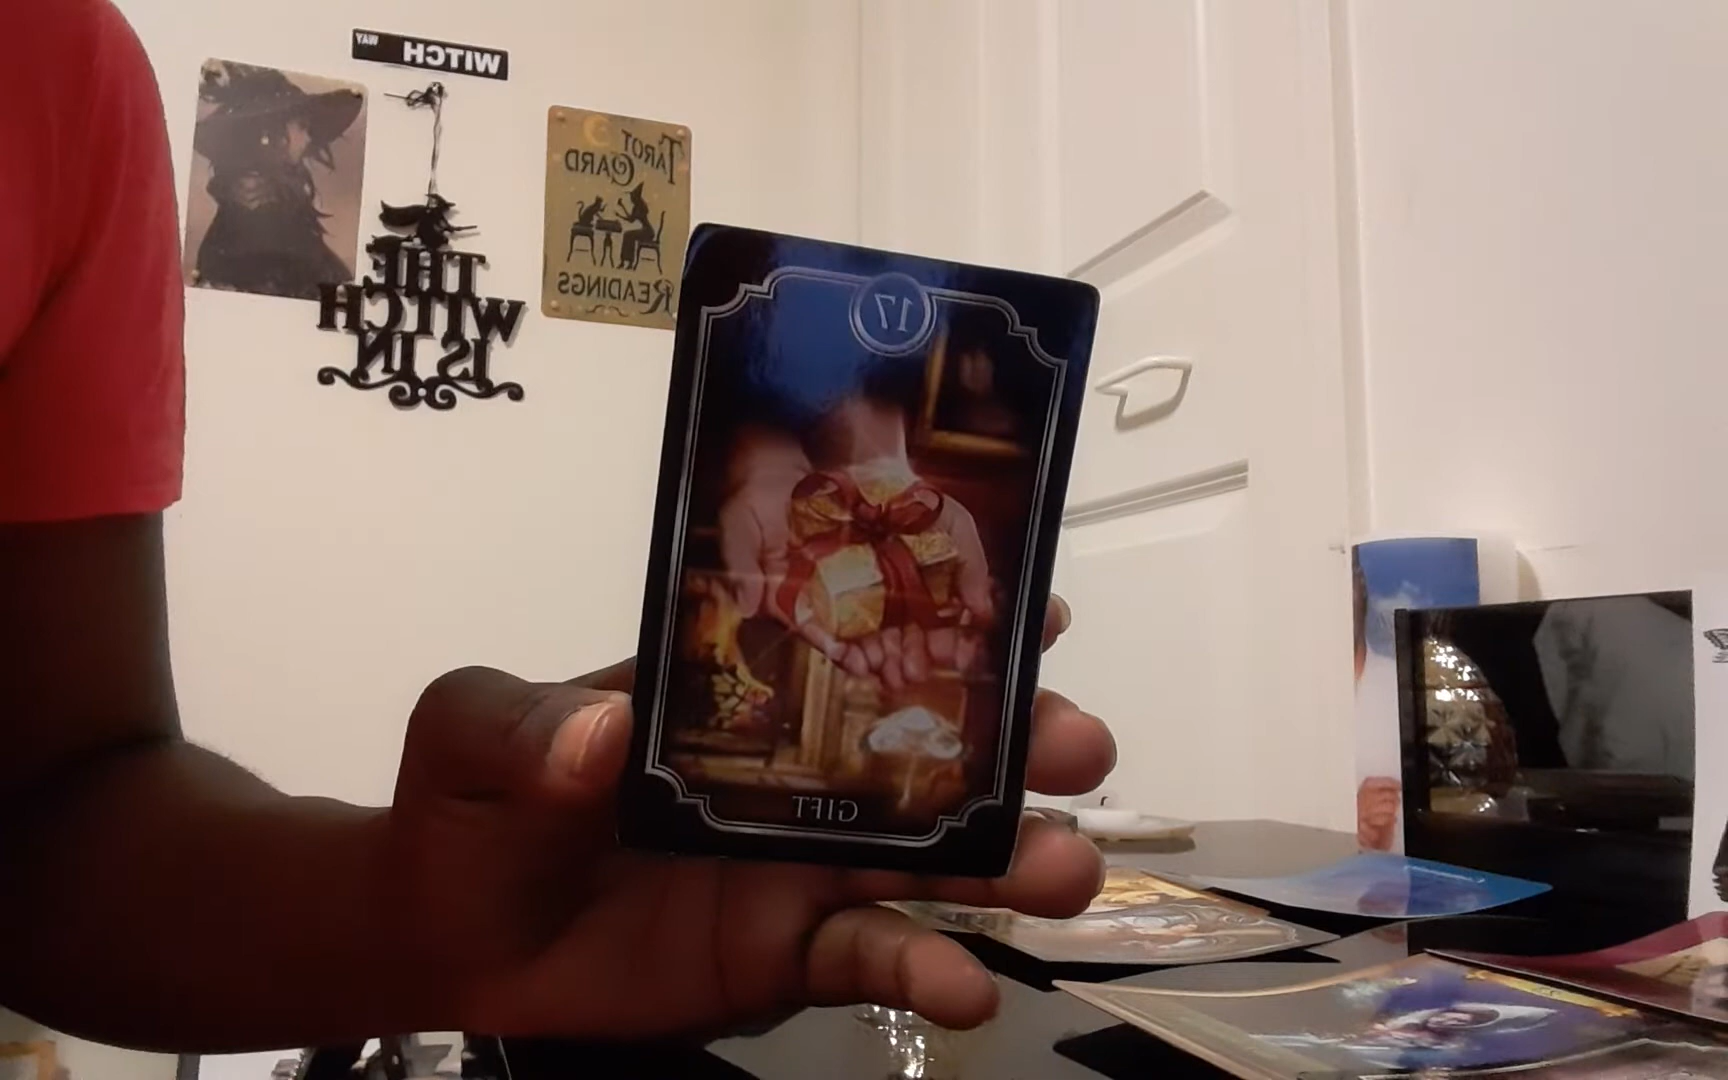 WITCH WAY
THE
WITCH
IS IN
TAROT
CARD
READINGS
17
GIFT